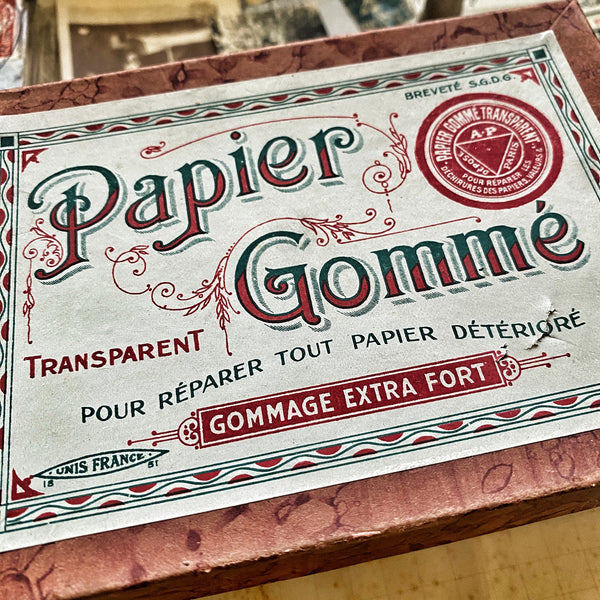 BREVETÉ S.G.D.G.
PAPIER GOMMÉ TRANSPARENT
A·P
DÉPOSÉ PARIS
POUR RÉPARER LES
DÉCHIRURES DES PAPIERS, VALEURS,
Papier
Gommé
TRANSPARENT
POUR RÉPARER TOUT PAPIER DÉTÉRIORÉ
GOMMAGE EXTRA FORT
UNIS FRANCE
18 51